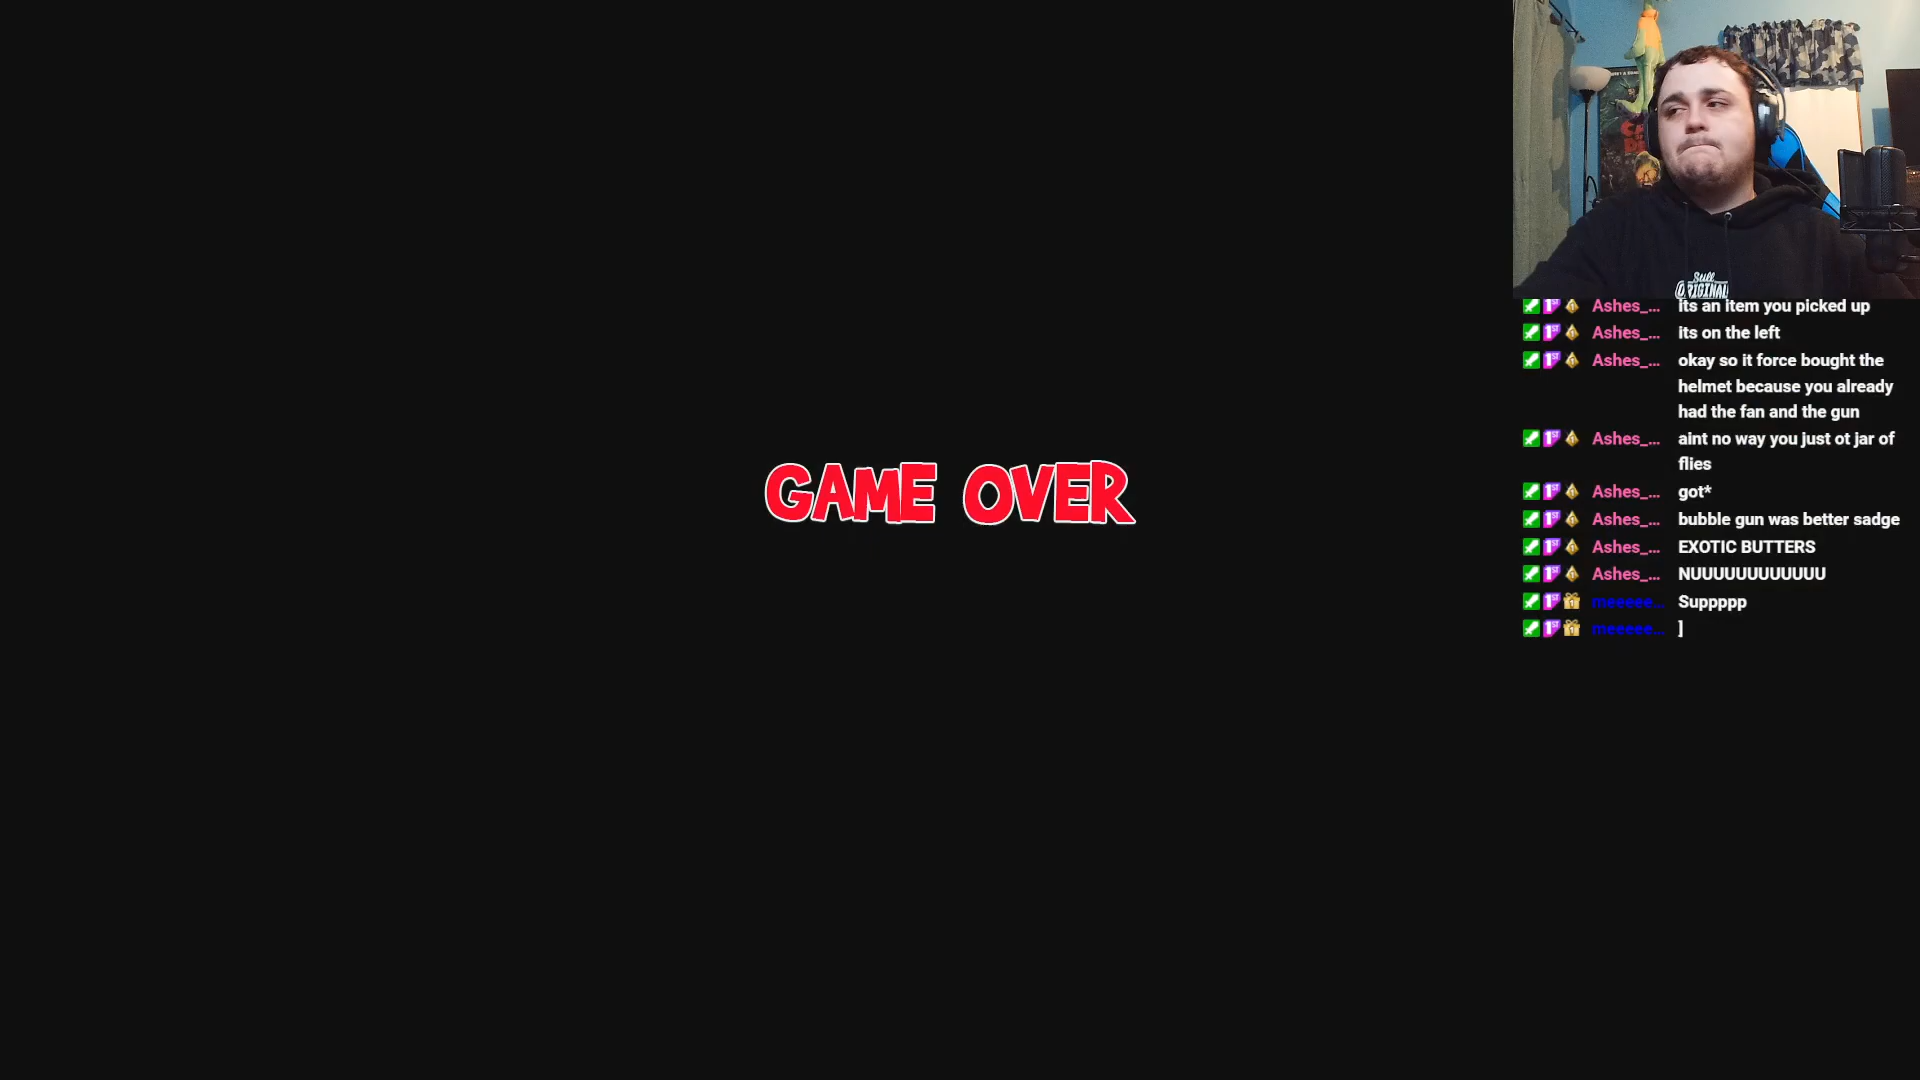 GAME OVER
Still
ORIGINAL
Ashes_... its an item you picked up
Ashes_... its on the left
Ashes_... okay so it force bought the
helmet because you already
had the fan and the gun
Ashes_... aint no way you just ot jar of
flies
Ashes_... got*
Ashes_... bubble gun was better sadge
Ashes_... EXOTIC BUTTERS
Ashes_... NUUUUUUUUUUUU
meeeee... Suppppp
meeeee... ]